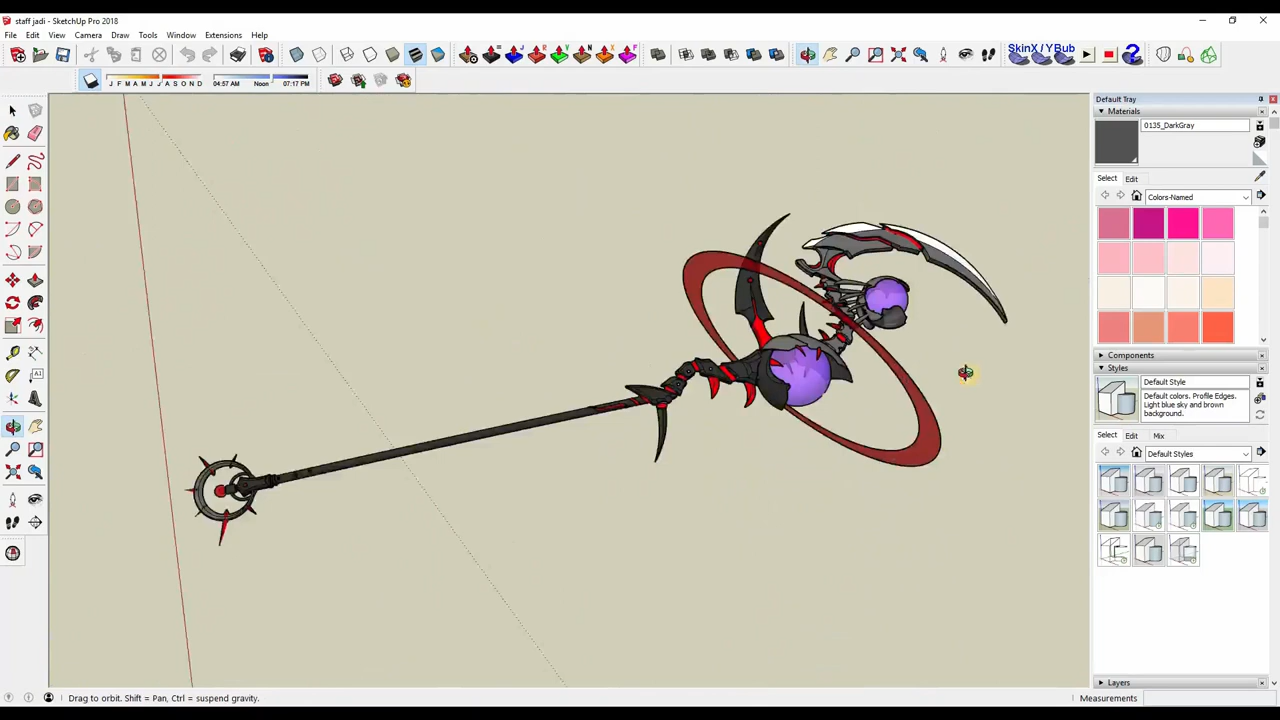 staff jadi - SketchUp Pro 2018
File Edit View Camera Draw Tools Window Extensions Help
SkinX / YBub
J F M A M J J A S O N D 04:57 AM Noon 07:17 PM
Default Tray
Materials
0135_DarkGray
Select Edit
Colors-Named
Components
Styles
Default Style
Default colors. Profile Edges.
Light blue sky and brown
background.
Select Edit Mix
Default Styles
Layers
Drag to orbit. Shift = Pan, Ctrl = suspend gravity.
Measurements